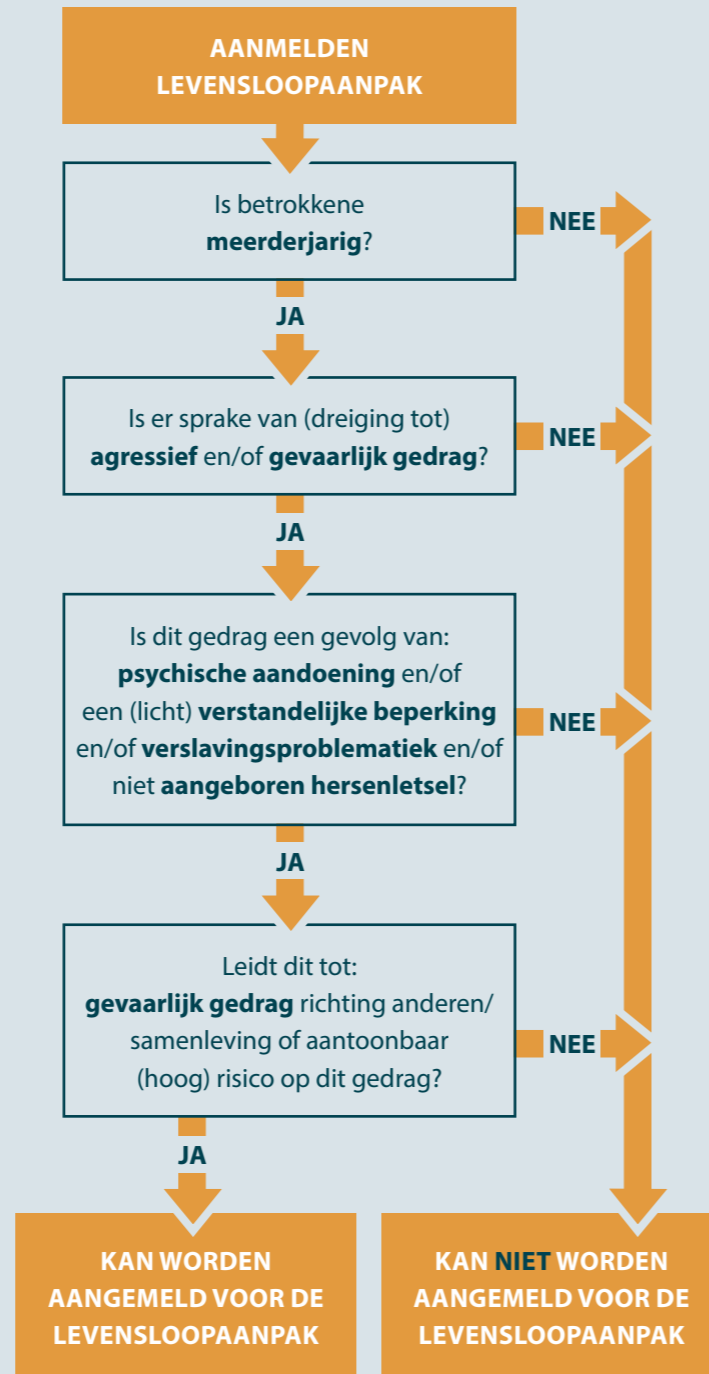 AANMELDEN
LEVENSLOOPAANPAK
Is betrokkene
meerderjarig?
NEE
JA
Is er sprake van (dreiging tot)
agressief en/of gevaarlijk gedrag?
NEE
JA
Is dit gedrag een gevolg van:
psychische aandoening en/of
een (licht) verstandelijke beperking
en/of verslavingsproblematiek en/of
niet aangeboren hersenletsel?
NEE
JA
Leidt dit tot:
gevaarlijk gedrag richting anderen/
samenleving of aantoonbaar
(hoog) risico op dit gedrag?
NEE
JA
KAN WORDEN
AANGEMELD VOOR DE
LEVENSLOOPAANPAK
KAN NIET WORDEN
AANGEMELD VOOR DE
LEVENSLOOPAANPAK